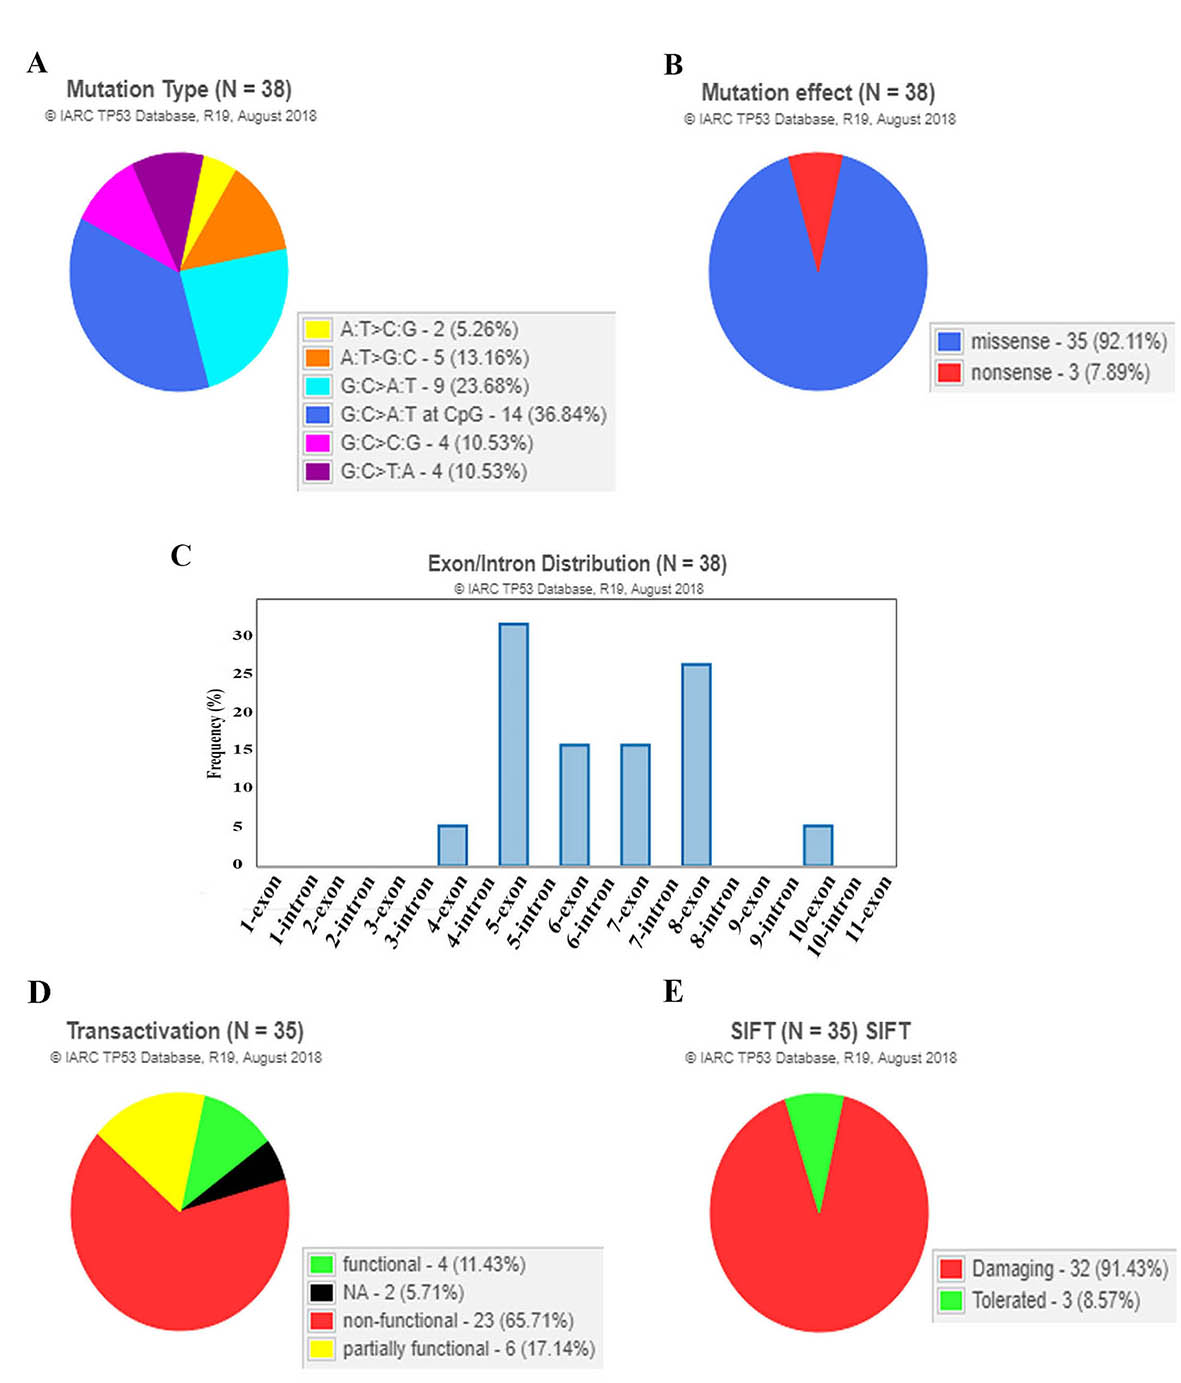 A
Mutation Type (N = 38)
© IARC TP53 Database, R19, August 2018
A:T>C:G - 2 (5.26%)
A:T>G:C - 5 (13.16%)
G:C>A:T - 9 (23.68%)
G:C>A:T at CpG - 14 (36.84%)
G:C>C:G - 4 (10.53%)
G:C>T:A - 4 (10.53%)
B
Mutation effect (N = 38)
© IARC TP53 Database, R19, August 2018
missense - 35 (92.11%)
nonsense - 3 (7.89%)
C
Exon/Intron Distribution (N = 38)
© IARC TP53 Database, R19, August 2018
Frequency (%)
30
25
20
15
10
5
0
1-exon
1-intron
2-exon
2-intron
3-exon
3-intron
4-exon
4-intron
5-exon
5-intron
6-exon
6-intron
7-exon
7-intron
8-exon
8-intron
9-exon
9-intron
10-exon
10-intron
11-exon
D
Transactivation (N = 35)
© IARC TP53 Database, R19, August 2018
functional - 4 (11.43%)
NA - 2 (5.71%)
non-functional - 23 (65.71%)
partially functional - 6 (17.14%)
E
SIFT (N = 35) SIFT
© IARC TP53 Database, R19, August 2018
Damaging - 32 (91.43%)
Tolerated - 3 (8.57%)